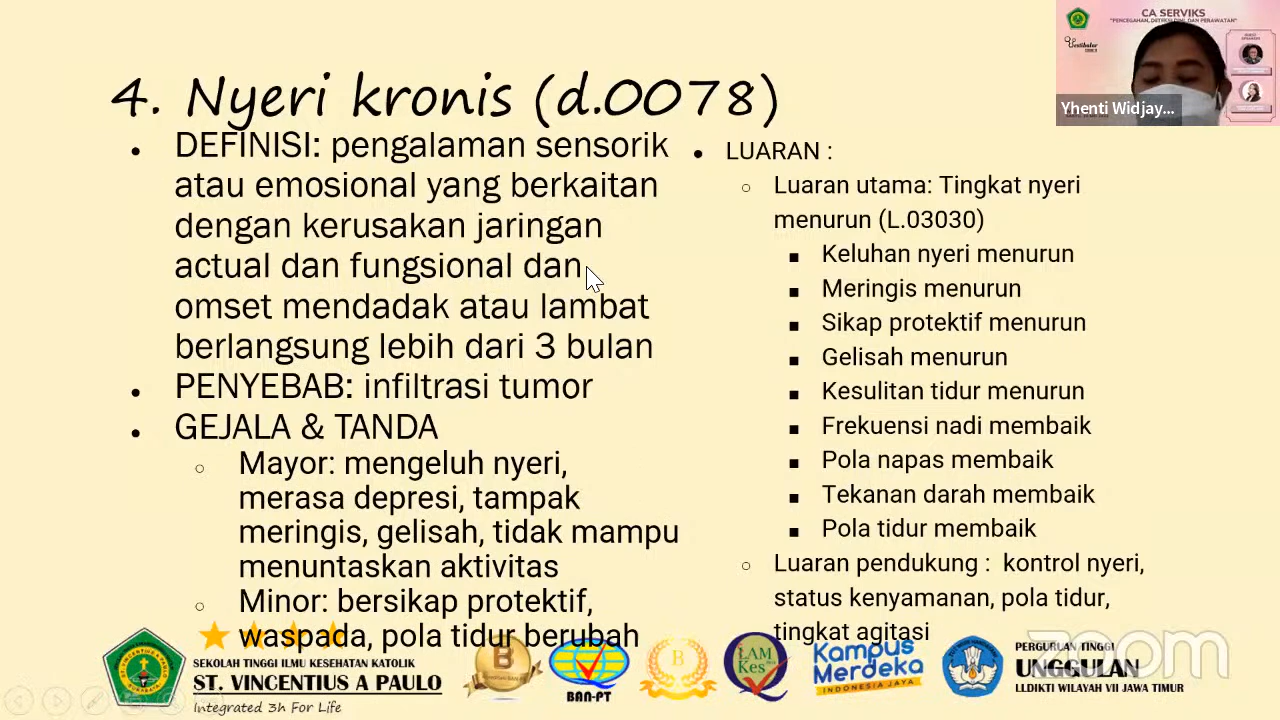 4. Nyeri kronis (d.0078)
DEFINISI: pengalaman sensorik
atau emosional yang berkaitan
dengan kerusakan jaringan
actual dan fungsional dan
omset mendadak atau lambat
berlangsung lebih dari 3 bulan
PENYEBAB: infiltrasi tumor
GEJALA & TANDA
Mayor: mengeluh nyeri,
merasa depresi, tampak
meringis, gelisah, tidak mampu
menuntaskan aktivitas
Minor: bersikap protektif,
waspada, pola tidur berubah
LUARAN :
Luaran utama: Tingkat nyeri
menurun (L.03030)
Keluhan nyeri menurun
Meringis menurun
Sikap protektif menurun
Gelisah menurun
Kesulitan tidur menurun
Frekuensi nadi membaik
Pola napas membaik
Tekanan darah membaik
Pola tidur membaik
Luaran pendukung : kontrol nyeri,
status kenyamanan, pola tidur,
tingkat agitasi
CA SERVIKS
Yhenti Widjay...
SEKOLAH TINGGI ILMU KESEHATAN KATOLIK
ST. VINCENTIUS A PAULO
Integrated 3h For Life
B
BAN-PT
B
LAM
Kes
Kampus
Merdeka
INDONESIA JAYA
PERGURUAN TINGGI
UNGGULAN
LLDIKTI WILAYAH VII JAWA TIMUR
zoom